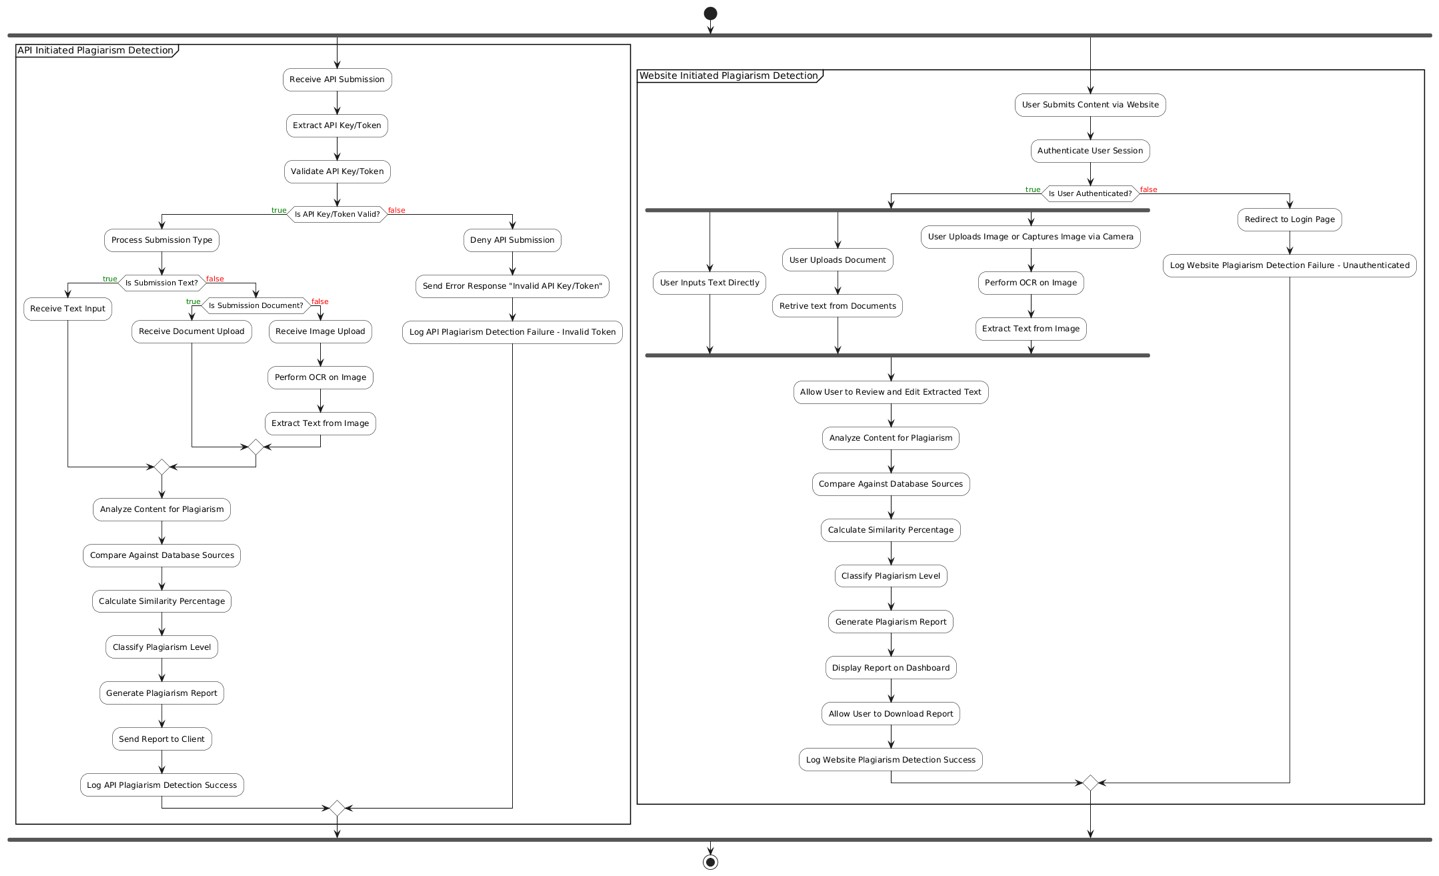 API Initiated Plagiarism Detection
Receive API Submission
Extract API Key/Token
Validate API Key/Token
true
Is API Key/Token Valid?
false
Process Submission Type
true
Is Submission Text?
false
Receive Text Input
true
Is Submission Document?
false
Receive Document Upload
Receive Image Upload
Perform OCR on Image
Extract Text from Image
Deny API Submission
Send Error Response "Invalid API Key/Token"
Log API Plagiarism Detection Failure - Invalid Token
Analyze Content for Plagiarism
Compare Against Database Sources
Calculate Similarity Percentage
Classify Plagiarism Level
Generate Plagiarism Report
Send Report to Client
Log API Plagiarism Detection Success
Website Initiated Plagiarism Detection
User Submits Content via Website
Authenticate User Session
true
Is User Authenticated?
false
User Inputs Text Directly
User Uploads Document
Retrive text from Documents
User Uploads Image or Captures Image via Camera
Perform OCR on Image
Extract Text from Image
Redirect to Login Page
Log Website Plagiarism Detection Failure - Unauthenticated
Allow User to Review and Edit Extracted Text
Analyze Content for Plagiarism
Compare Against Database Sources
Calculate Similarity Percentage
Classify Plagiarism Level
Generate Plagiarism Report
Display Report on Dashboard
Allow User to Download Report
Log Website Plagiarism Detection Success